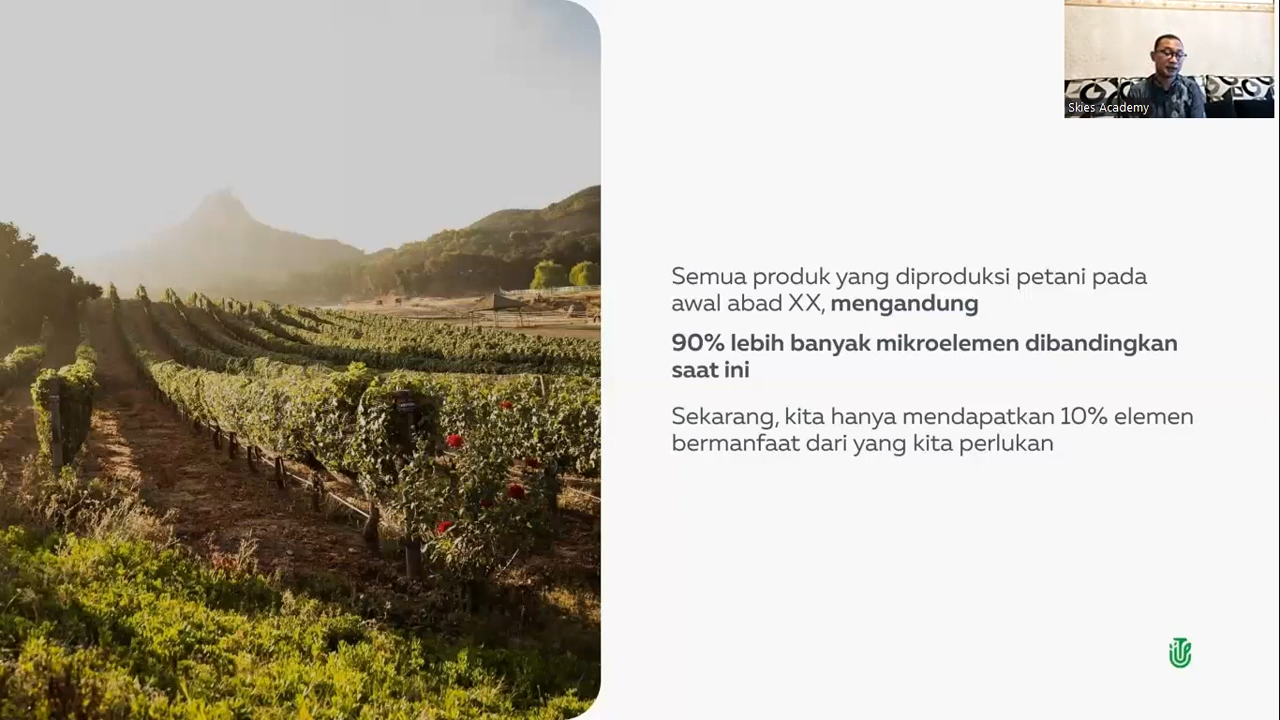 Skies Academy
Semua produk yang diproduksi petani pada
awal abad XX, mengandung
90% lebih banyak mikroelemen dibandingkan
saat ini
Sekarang, kita hanya mendapatkan 10% elemen
bermanfaat dari yang kita perlukan